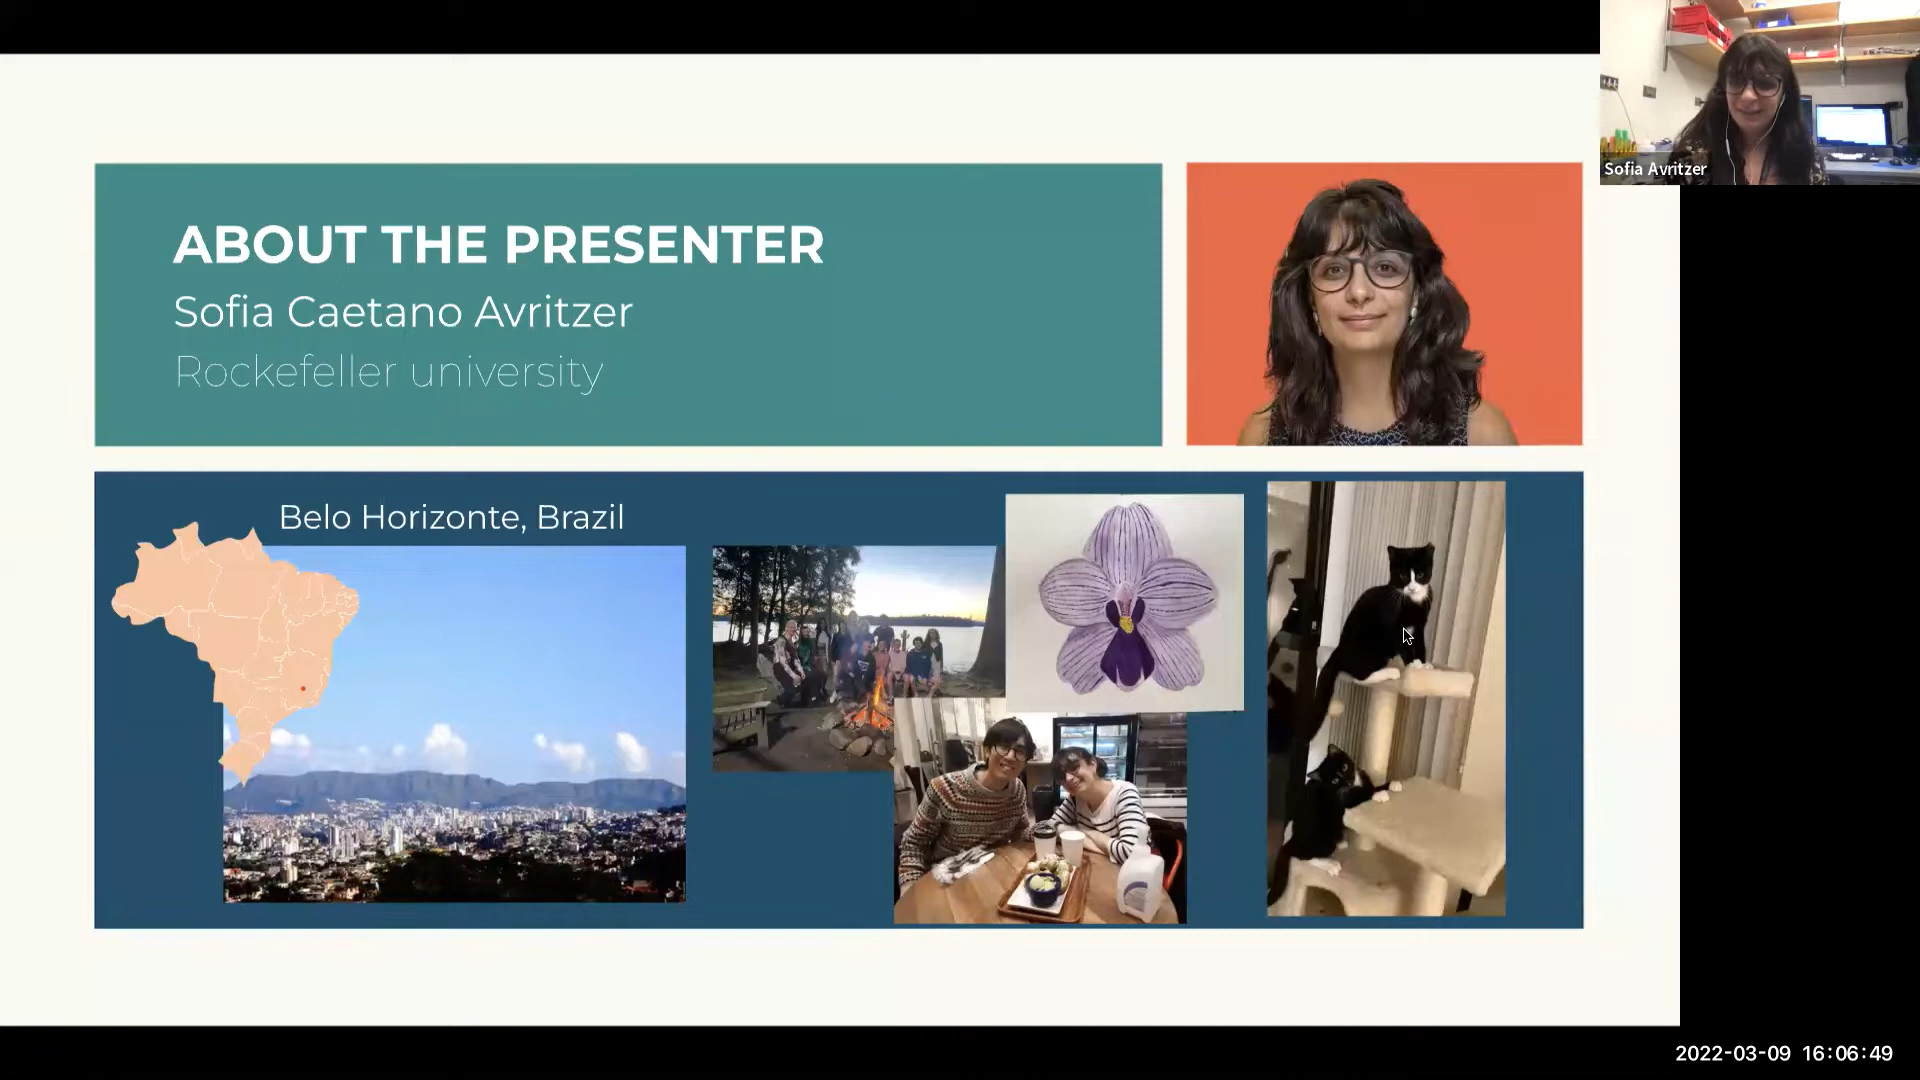 Sofia Avritzer
ABOUT THE PRESENTER
Sofia Caetano Avritzer
Rockefeller university
Belo Horizonte, Brazil
2022-03-09 16:06:49